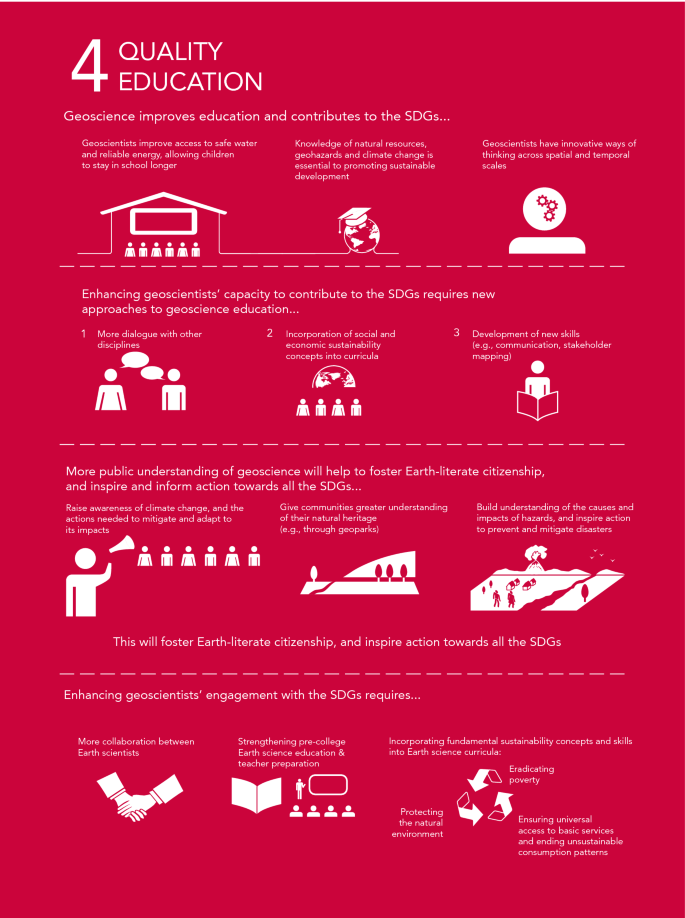 4 QUALITY
EDUCATION
Geoscience improves education and contributes to the SDGs...
Geoscientists improve access to safe water
and reliable energy, allowing children
to stay in school longer
Knowledge of natural resources,
geohazards and climate change is
essential to promoting sustainable
development
Geoscientists have innovative ways of
thinking across spatial and temporal
scales
Enhancing geoscientists’ capacity to contribute to the SDGs requires new
approaches to geoscience education...
1 More dialogue with other
disciplines
2 Incorporation of social and
economic sustainability
concepts into curricula
3 Development of new skills
(e.g., communication, stakeholder
mapping)
More public understanding of geoscience will help to foster Earth-literate citizenship,
and inspire and inform action towards all the SDGs...
Raise awareness of climate change, and the
actions needed to mitigate and adapt to
its impacts
Give communities greater understanding
of their natural heritage
(e.g., through geoparks)
Build understanding of the causes and
impacts of hazards, and inspire action
to prevent and mitigate disasters
This will foster Earth-literate citizenship, and inspire action towards all the SDGs
Enhancing geoscientists’ engagement with the SDGs requires...
More collaboration between
Earth scientists
Strengthening pre-college
Earth science education &
teacher preparation
Incorporating fundamental sustainability concepts and skills
into Earth science curricula:
Eradicating
poverty
Protecting
the natural
environment
Ensuring universal
access to basic services
and ending unsustainable
consumption patterns